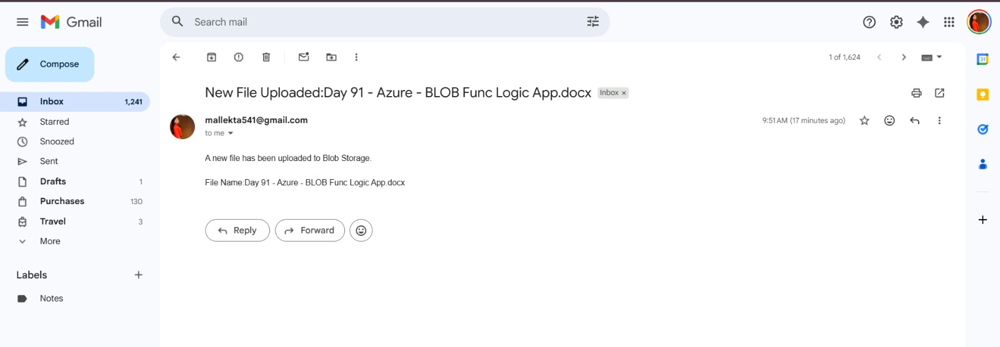 Gmail
Search mail
Compose
1 of 1,624
31
New File Uploaded:Day 91 - Azure - BLOB Func Logic App.docx Inbox ×
Inbox 1,241
Starred
Snoozed
Sent
Drafts 1
Purchases 130
Travel 3
More
Labels
Notes
mallekta541@gmail.com 9:51 AM (17 minutes ago)
to me
A new file has been uploaded to Blob Storage.
File Name:Day 91 - Azure - BLOB Func Logic App.docx
Reply Forward